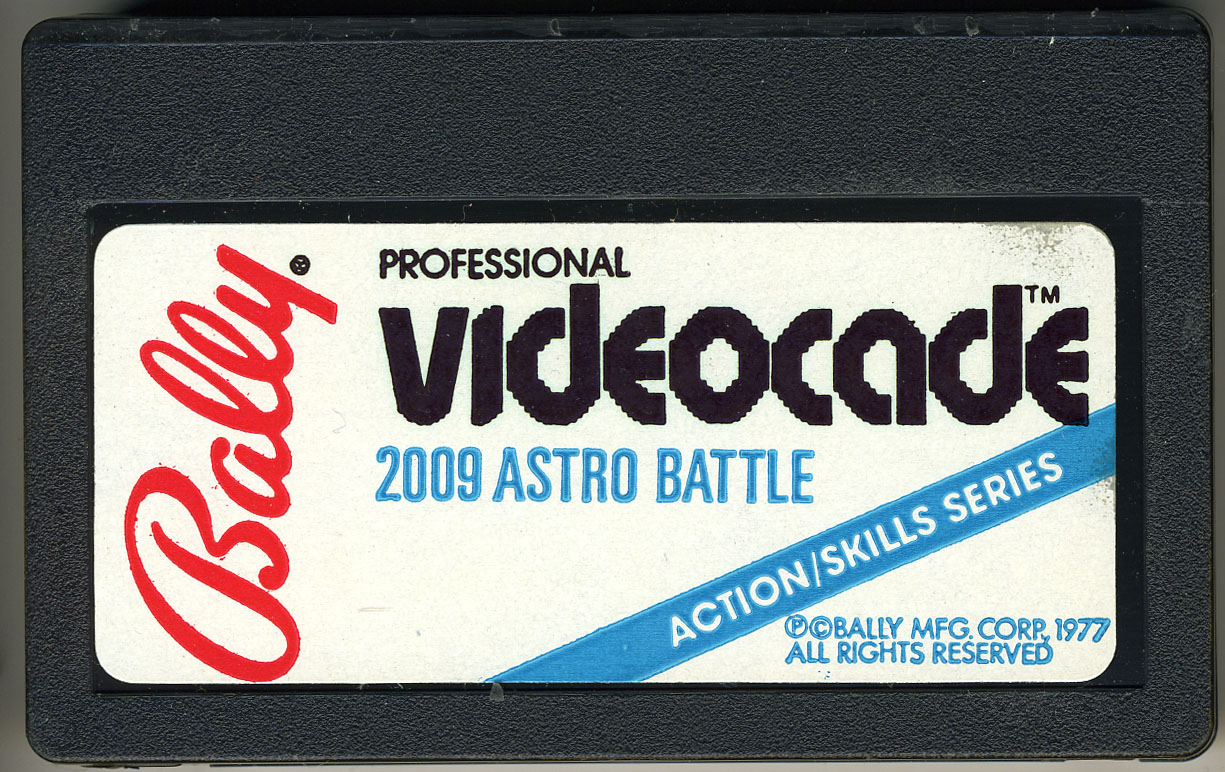 Bally®
PROFESSIONAL
VIDEOCADE™
2009 ASTRO BATTLE
ACTION/SKILLS SERIES
℗©BALLY MFG. CORP. 1977
ALL RIGHTS RESERVED